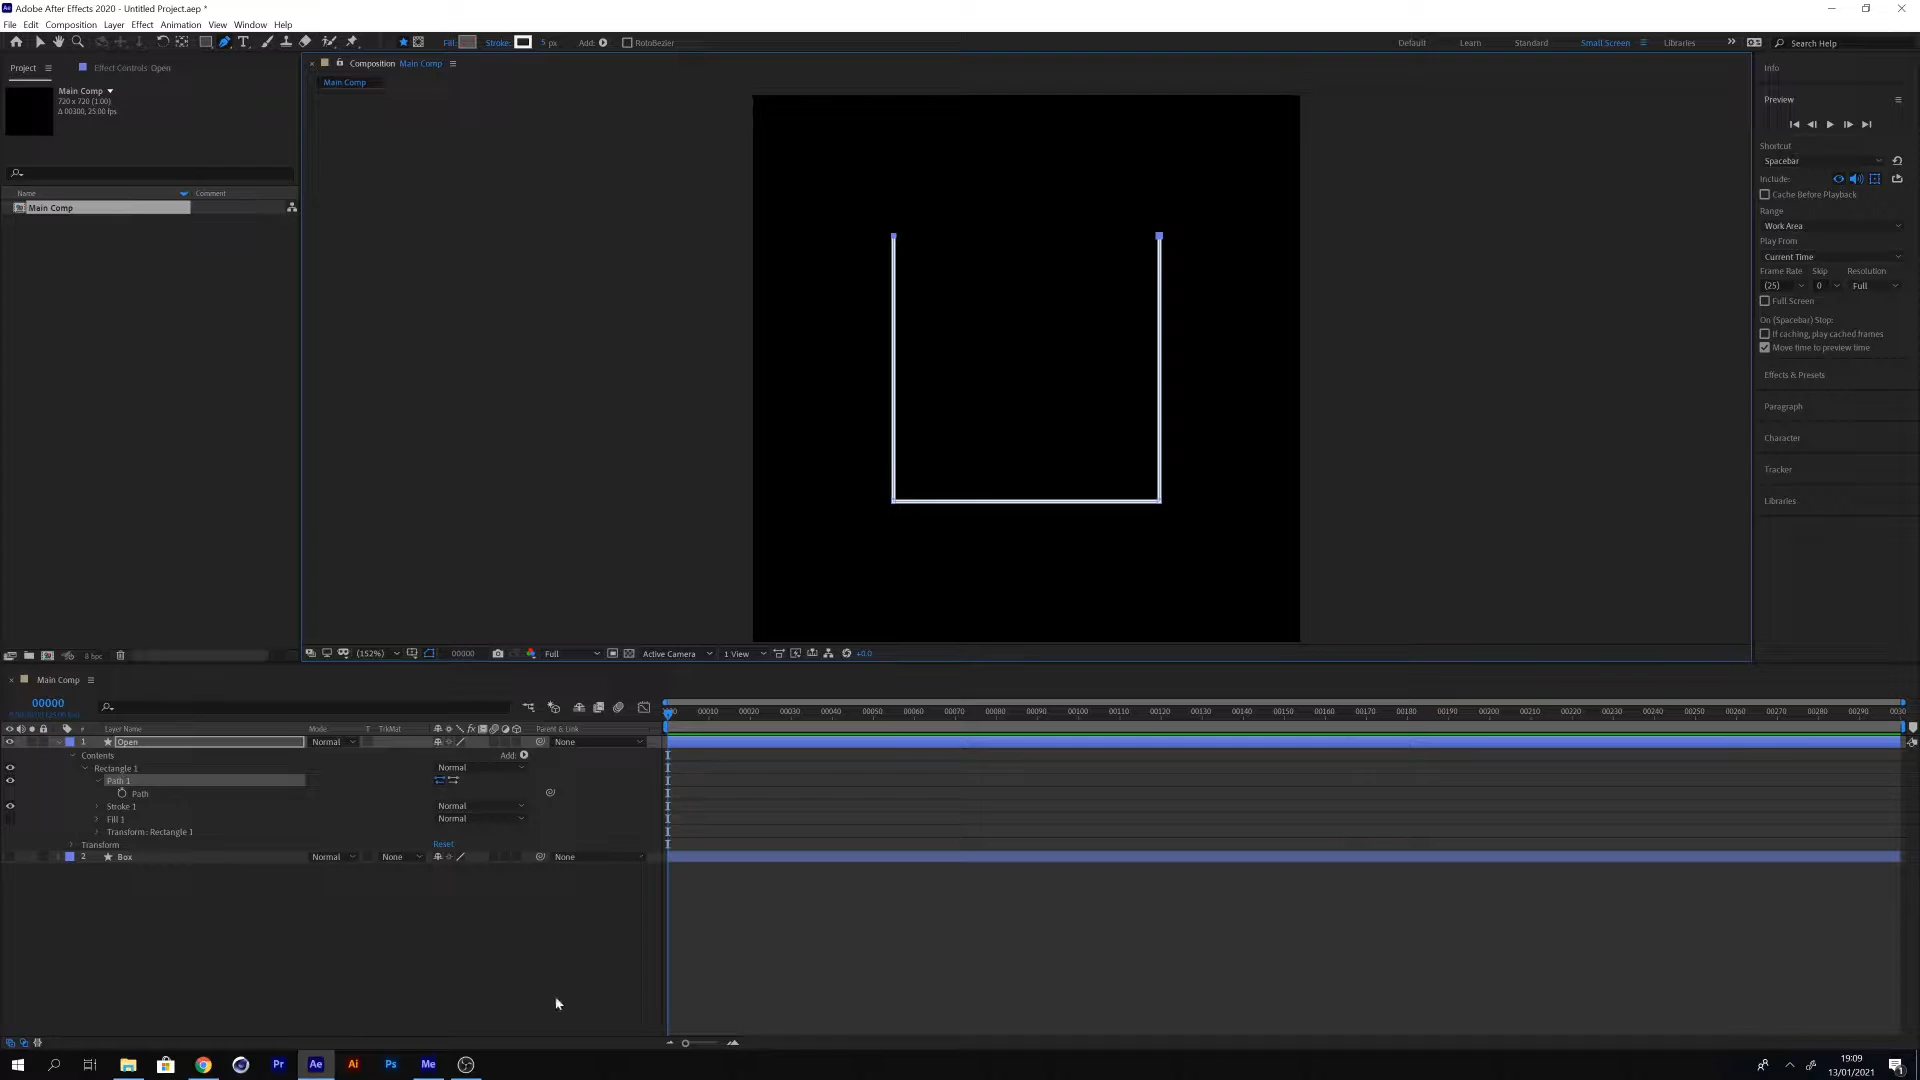 Adobe After Effects 2020 - Untitled Project.aep *
File Edit Composition Layer Effect Animation View Window Help
Fill: Stroke: 5 px Add: RotoBezier
Default Learn Standard Small Screen Libraries Search Help
Project Effect Controls Open
Main Comp
720 x 720 (1.00)
Δ 00300, 25.00 fps
Name Comment
Main Comp
8 bpc
Composition Main Comp
Main Comp
(152%) 00000 Full Active Camera 1 View +0.0
Info
Preview
Shortcut
Spacebar
Include:
Cache Before Playback
Range
Work Area
Play From
Current Time
Frame Rate Skip Resolution
(25) 0 Full
Full Screen
On (Spacebar) Stop:
If caching, play cached frames
Move time to preview time
Effects & Presets
Paragraph
Character
Tracker
Libraries
Main Comp
00000
00010 00020 00030 00040 00050 00060 00070 00080 00090 00100 00110 00120 00130 00140 00150 00160 00170 00180 00190 00200 00210 00220 00230 00240 00250 00260 00270 00280 00290
# Layer Name Mode T TrkMat fx Parent & Link
1 Open Normal None
Contents Add:
Rectangle 1 Normal
Path 1
Path
Stroke 1 Normal
Fill 1 Normal
Transform: Rectangle 1
Transform Reset
2 Box Normal None None
Pr Ae Ai Ps Me
19:09
13/01/2021
1